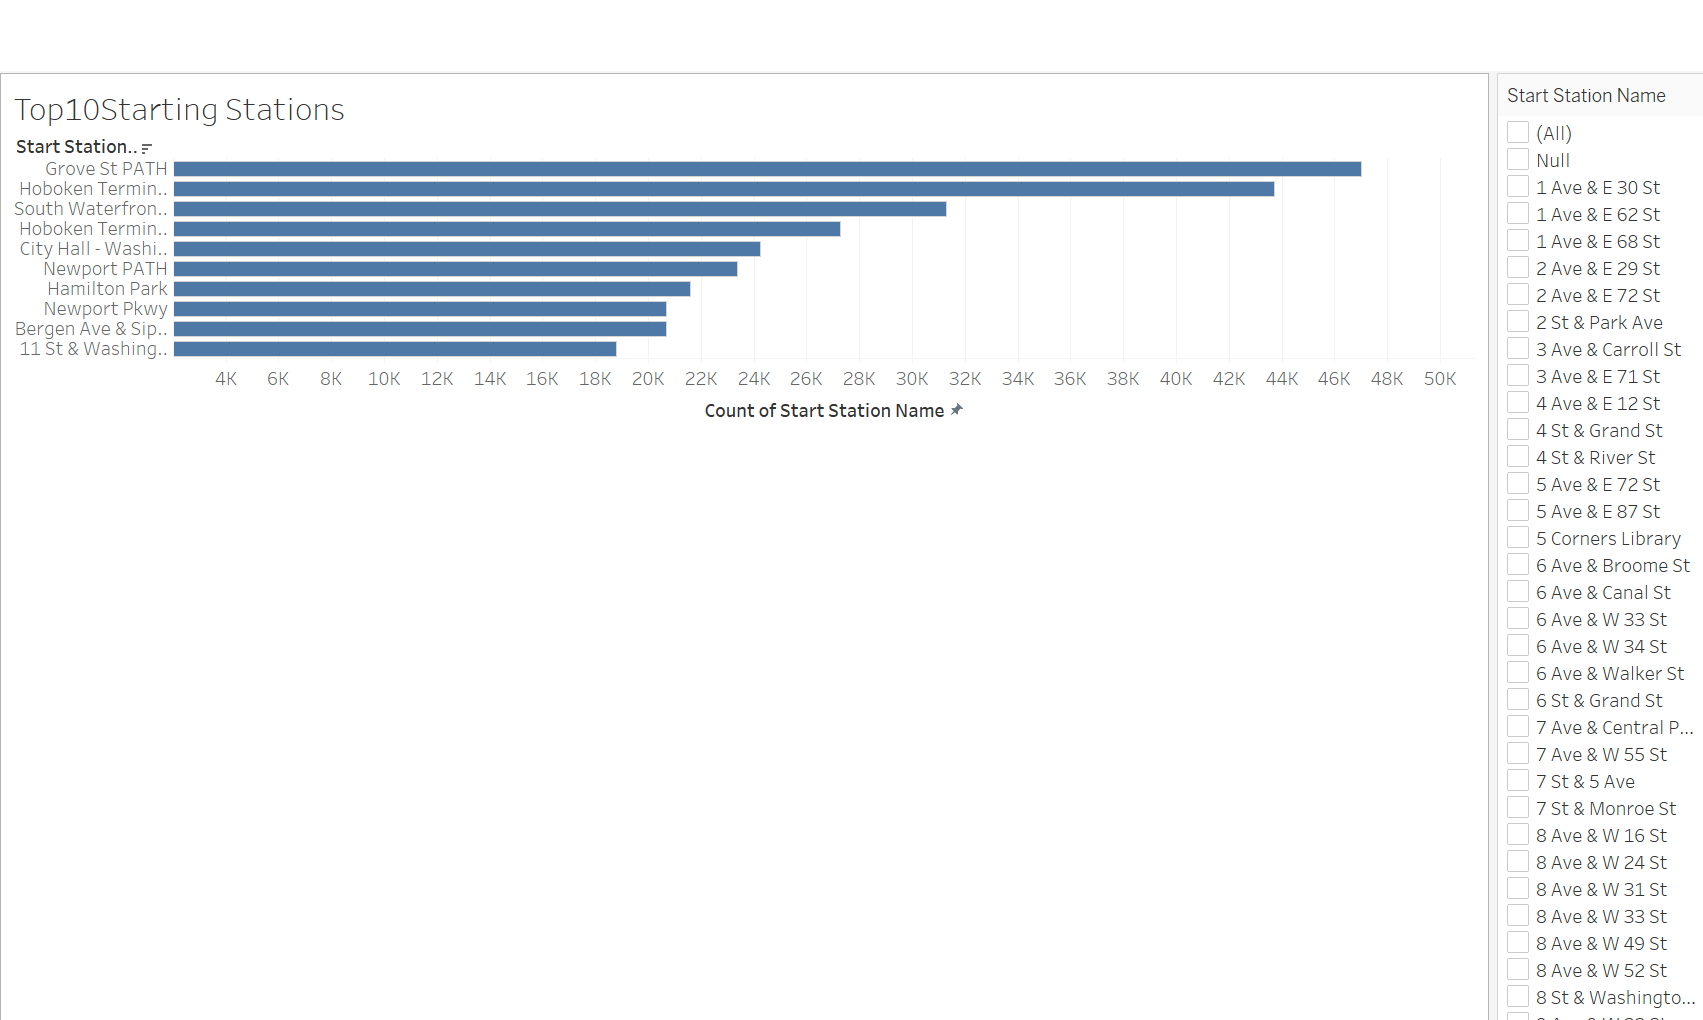 Top10Starting Stations
Start Station..
Grove St PATH
Hoboken Termin..
South Waterfron..
Hoboken Termin..
City Hall - Washi..
Newport PATH
Hamilton Park
Newport Pkwy
Bergen Ave & Sip..
11 St & Washing..
4K 6K 8K 10K 12K 14K 16K 18K 20K 22K 24K 26K 28K 30K 32K 34K 36K 38K 40K 42K 44K 46K 48K 50K
Count of Start Station Name
Start Station Name
(All)
Null
1 Ave & E 30 St
1 Ave & E 62 St
1 Ave & E 68 St
2 Ave & E 29 St
2 Ave & E 72 St
2 St & Park Ave
3 Ave & Carroll St
3 Ave & E 71 St
4 Ave & E 12 St
4 St & Grand St
4 St & River St
5 Ave & E 72 St
5 Ave & E 87 St
5 Corners Library
6 Ave & Broome St
6 Ave & Canal St
6 Ave & W 33 St
6 Ave & W 34 St
6 Ave & Walker St
6 St & Grand St
7 Ave & Central P...
7 Ave & W 55 St
7 St & 5 Ave
7 St & Monroe St
8 Ave & W 16 St
8 Ave & W 24 St
8 Ave & W 31 St
8 Ave & W 33 St
8 Ave & W 49 St
8 Ave & W 52 St
8 St & Washingto...